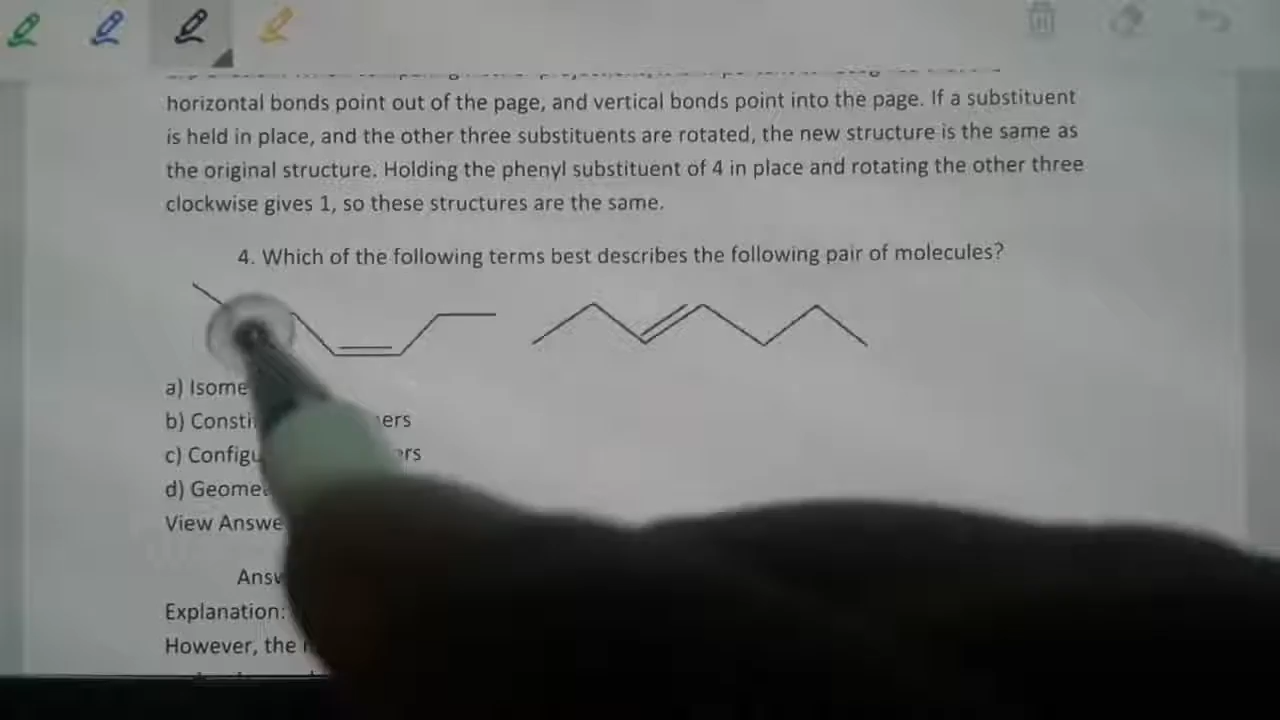 horizontal bonds point out of the page, and vertical bonds point into the page. If a substituent
is held in place, and the other three substituents are rotated, the new structure is the same as
the original structure. Holding the phenyl substituent of 4 in place and rotating the other three
clockwise gives 1, so these structures are the same.
4. Which of the following terms best describes the following pair of molecules?
a) Isome
b) Consti ers
c) Configu rs
d) Geome
View Answe
Answ
Explanation:
However, the